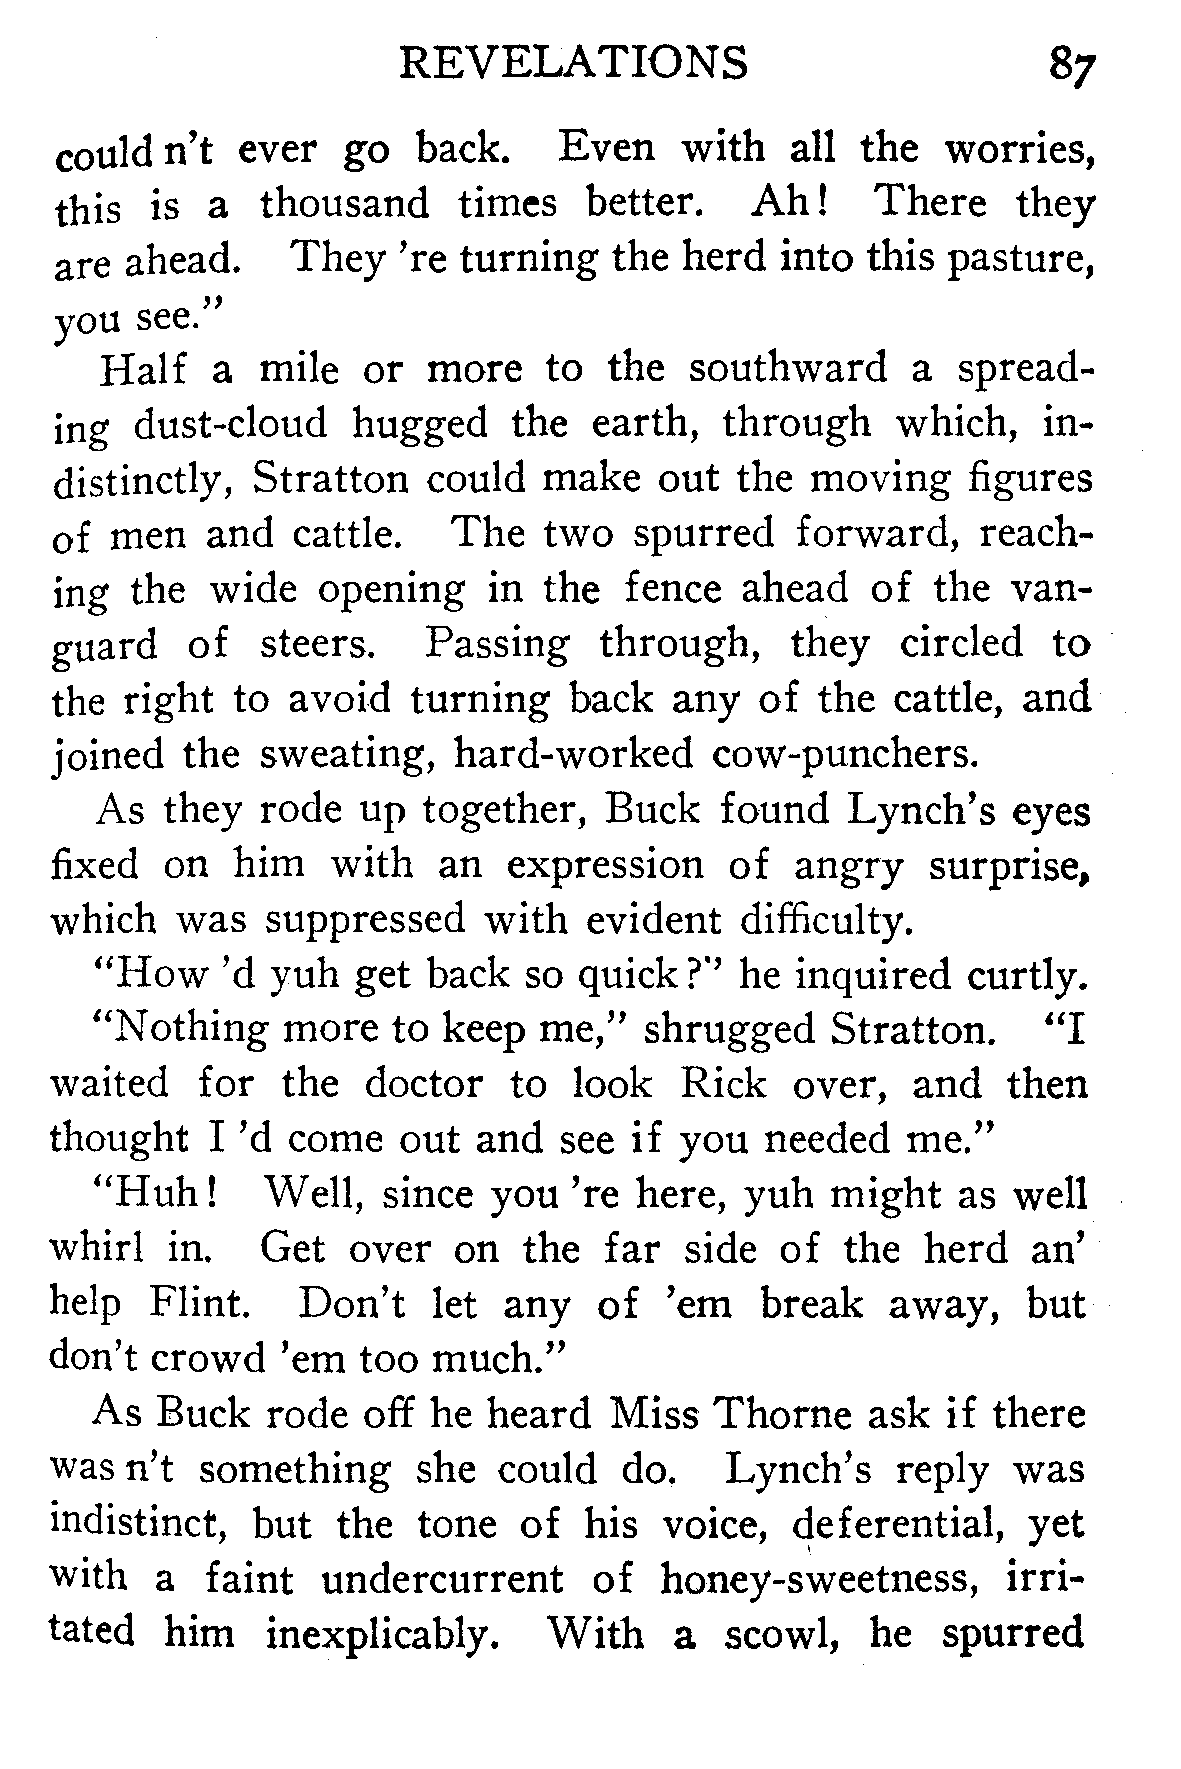 REVELATIONS 87
could n't ever go back. Even with all the worries,
this is a thousand times better. Ah! There they
are ahead. They 're turning the herd into this pasture,
you see."
Half a mile or more to the southward a spread-
ing dust-cloud hugged the earth, through which, in-
distinctly, Stratton could make out the moving figures
of men and cattle. The two spurred forward, reach-
ing the wide opening in the fence ahead of the van-
guard of steers. Passing through, they circled to
the right to avoid turning back any of the cattle, and
joined the sweating, hard-worked cow-punchers.
As they rode up together, Buck found Lynch's eyes
fixed on him with an expression of angry surprise,
which was suppressed with evident difficulty.
"How 'd yuh get back so quick?" he inquired curtly.
"Nothing more to keep me," shrugged Stratton. "I
waited for the doctor to look Rick over, and then
thought I 'd come out and see if you needed me."
"Huh! Well, since you 're here, yuh might as well
whirl in. Get over on the far side of the herd an'
help Flint. Don't let any of 'em break away, but
don't crowd 'em too much."
As Buck rode off he heard Miss Thorne ask if there
was n't something she could do. Lynch's reply was
indistinct, but the tone of his voice, deferential, yet
with a faint undercurrent of honey-sweetness, irri-
tated him inexplicably. With a scowl, he spurred